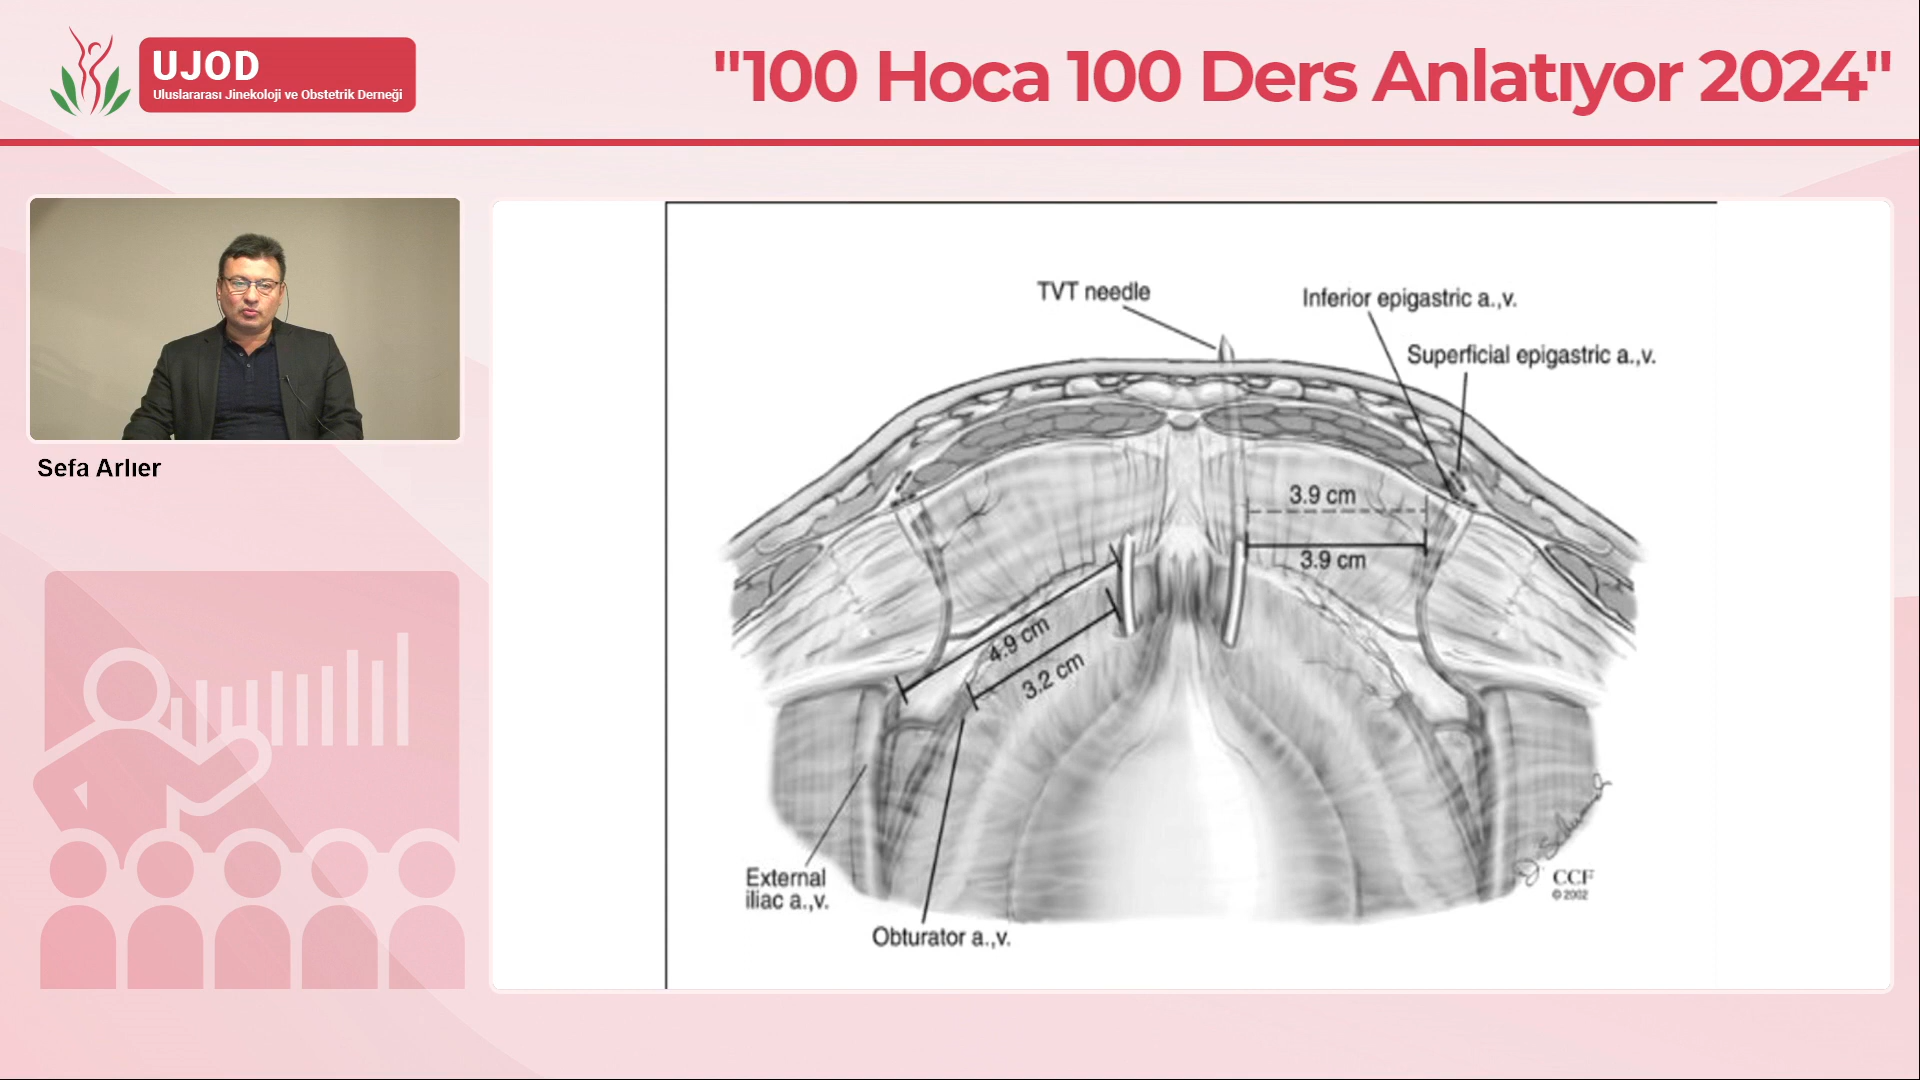 UJOD
Uluslararası Jinekoloji ve Obstetrik Derneği
"100 Hoca 100 Ders Anlatıyor 2024"
Sefa Arlıer
TVT needle
Inferior epigastric a.,v.
Superficial epigastric a.,v.
3.9 cm
3.9 cm
4.9 cm
3.2 cm
External
iliac a.,v.
Obturator a.,v.
CCF
©2002